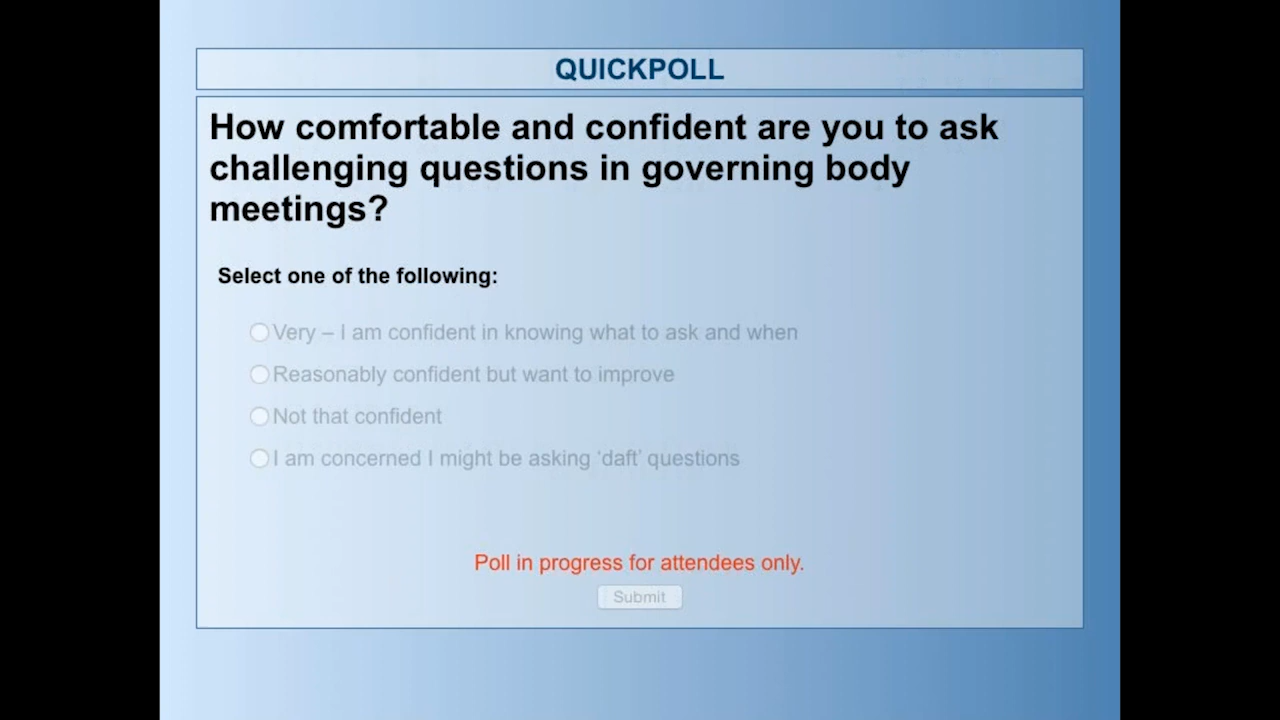 QUICKPOLL
How comfortable and confident are you to ask
challenging questions in governing body
meetings?
Select one of the following:
Very – I am confident in knowing what to ask and when
Reasonably confident but want to improve
Not that confident
I am concerned I might be asking ‘daft’ questions
Poll in progress for attendees only.
Submit